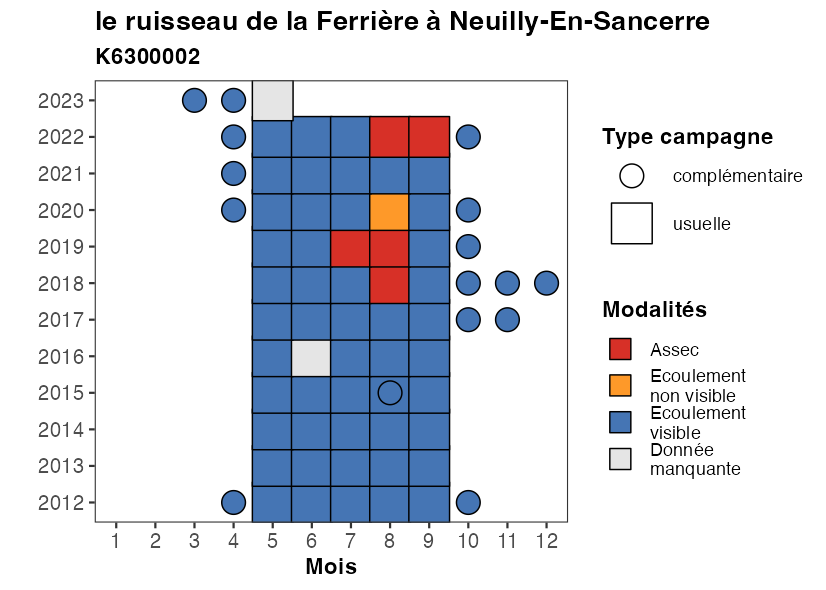 le ruisseau de la Ferrière à Neuilly-En-Sancerre
K6300002
2023
2022
2021
2020
2019
2018
2017
2016
2015
2014
2013
2012
1 2 3 4 5 6 7 8 9 10 11 12
Mois
Type campagne
complémentaire
usuelle
Modalités
Assec
Ecoulement
non visible
Ecoulement
visible
Donnée
manquante